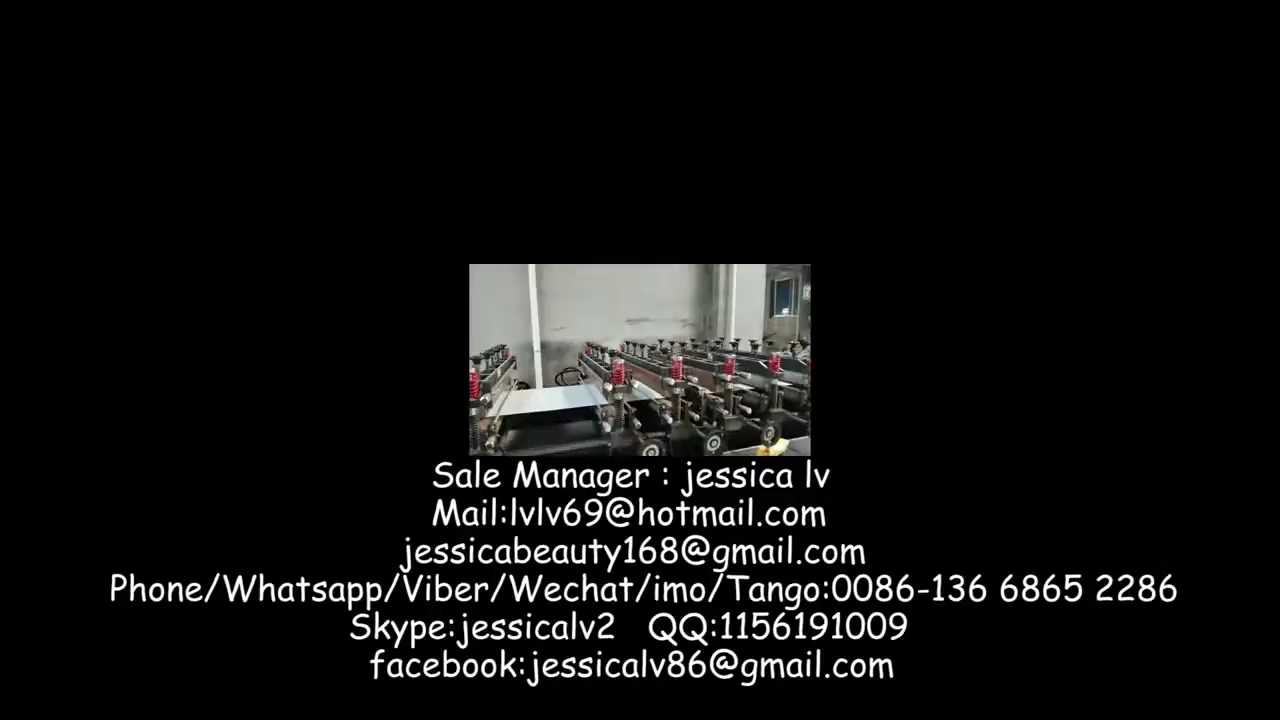 Sale Manager : jessica lv
Mail:lvlv69@hotmail.com
jessicabeauty168@gmail.com
Phone/Whatsapp/Viber/Wechat/imo/Tango:0086-136 6865 2286
Skype:jessicalv2 QQ:1156191009
facebook:jessicalv86@gmail.com